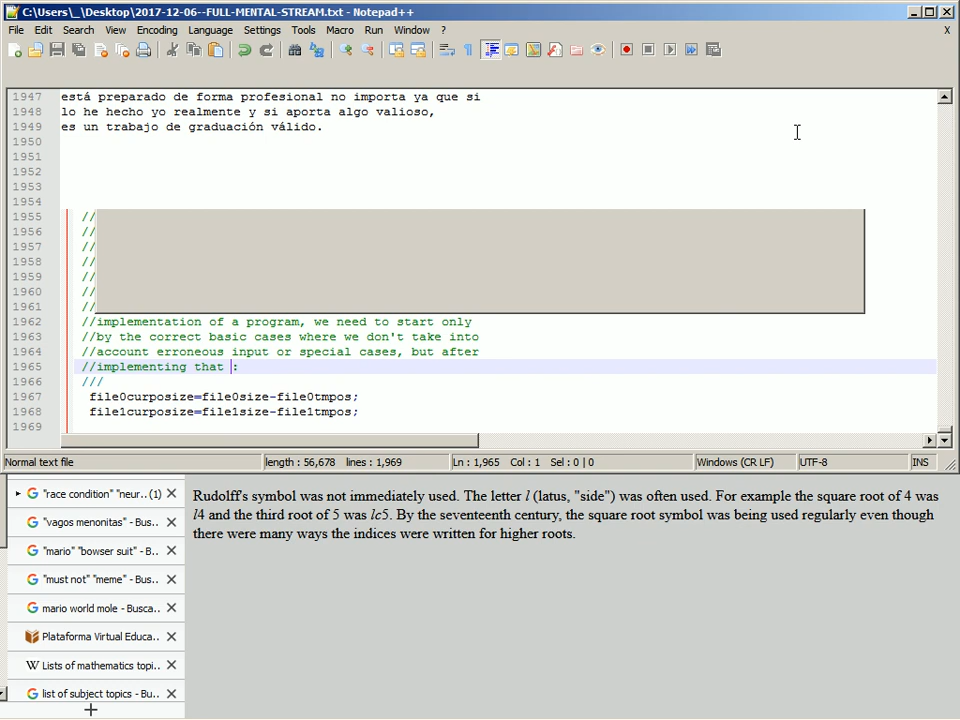 C:\Users\_\Desktop\2017-12-06--FULL-MENTAL-STREAM.txt - Notepad++
File Edit Search View Encoding Language Settings Tools Macro Run Window ? X
1947 está preparado de forma profesional no importa ya que si
1948 lo he hecho yo realmente y si aporta algo valioso,
1949 es un trabajo de graduación válido.
1950
1951
1952
1953
1954
1955 //
1956 //
1957 //
1958 //
1959 //
1960 //
1961 //
1962 //implementation of a program, we need to start only
1963 //by the correct basic cases where we don't take into
1964 //account erroneous input or special cases, but after
1965 //implementing that :
1966 ///
1967 file0curposize=file0size-file0tmpos;
1968 file1curposize=file1size-file1tmpos;
1969
Normal text file length : 56,678 lines : 1,969 Ln : 1,965 Col : 1 Sel : 0 | 0 Windows (CR LF) UTF-8 INS
"race condition" "neur.. (1)
"vagos menonitas" - Bus..
"mario" "bowser suit" - B..
"must not" "meme" - Bus..
mario world mole - Busca..
Plataforma Virtual Educa..
W Lists of mathematics topi..
list of subject topics - Bu..
Rudolff's symbol was not immediately used. The letter l (latus, "side") was often used. For example the square root of 4 was
l4 and the third root of 5 was lc5. By the seventeenth century, the square root symbol was being used regularly even though
there were many ways the indices were written for higher roots.